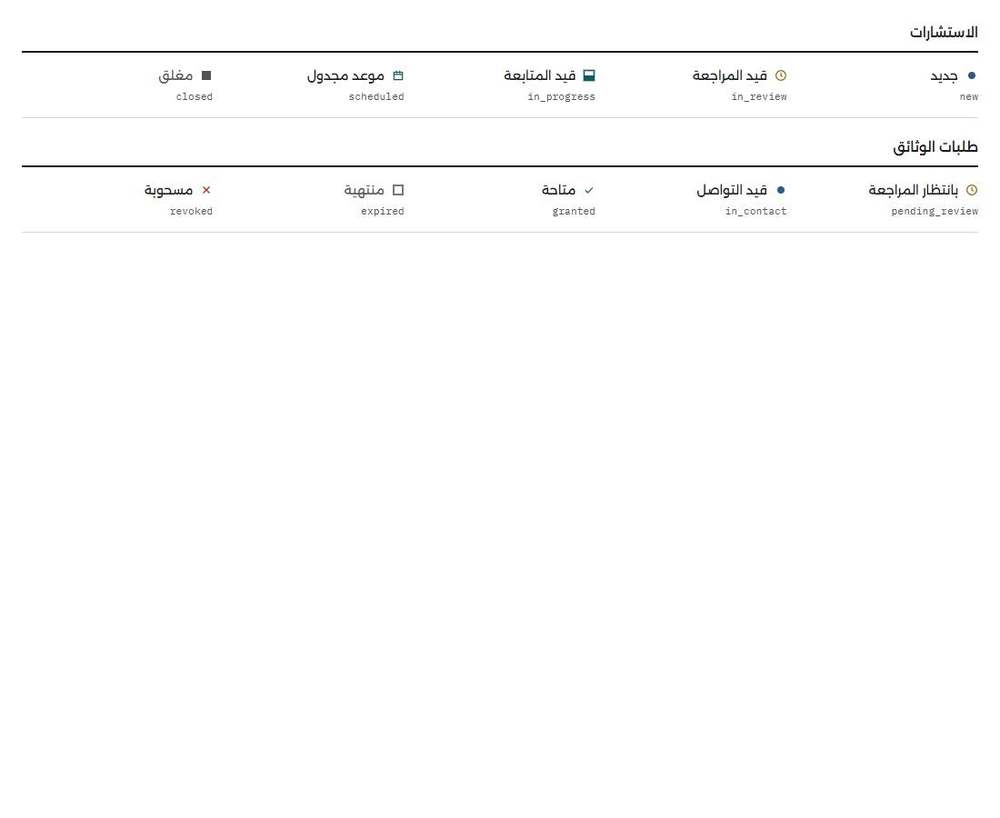 الاستشارات
جديد قيد المراجعة قيد المتابعة موعد مجدول مغلق
new in_review in_progress scheduled closed
طلبات الوثائق
بانتظار المراجعة قيد التواصل متاحة منتهية مسحوبة
pending_review in_contact granted expired revoked